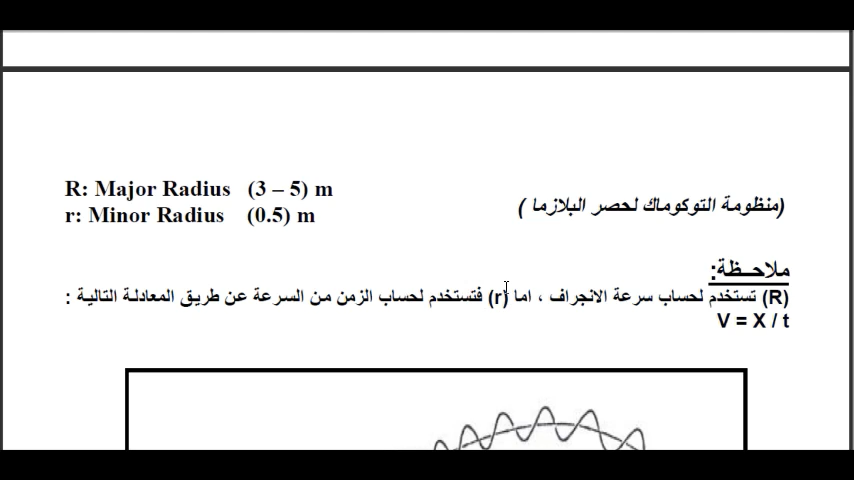 R: Major Radius (3 – 5) m
r: Minor Radius (0.5) m
(منظومة التوكوماك لحصر البلازما )
ملاحــظة:
(R) تستخدم لحساب سرعة الانجراف ، اما (r) فتستخدم لحساب الزمن من السرعة عن طريق المعادلة التالية :
V = X / t